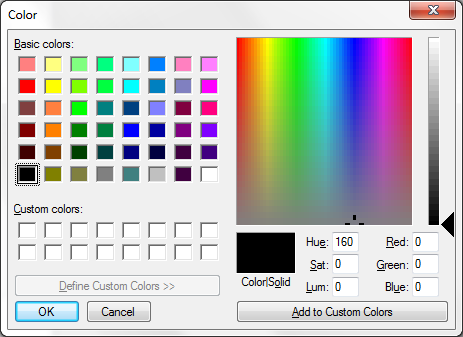 Color
Basic colors:
Custom colors:
Define Custom Colors >>
OK
Cancel
Color|Solid
Hue: 160
Sat: 0
Lum: 0
Red: 0
Green: 0
Blue: 0
Add to Custom Colors